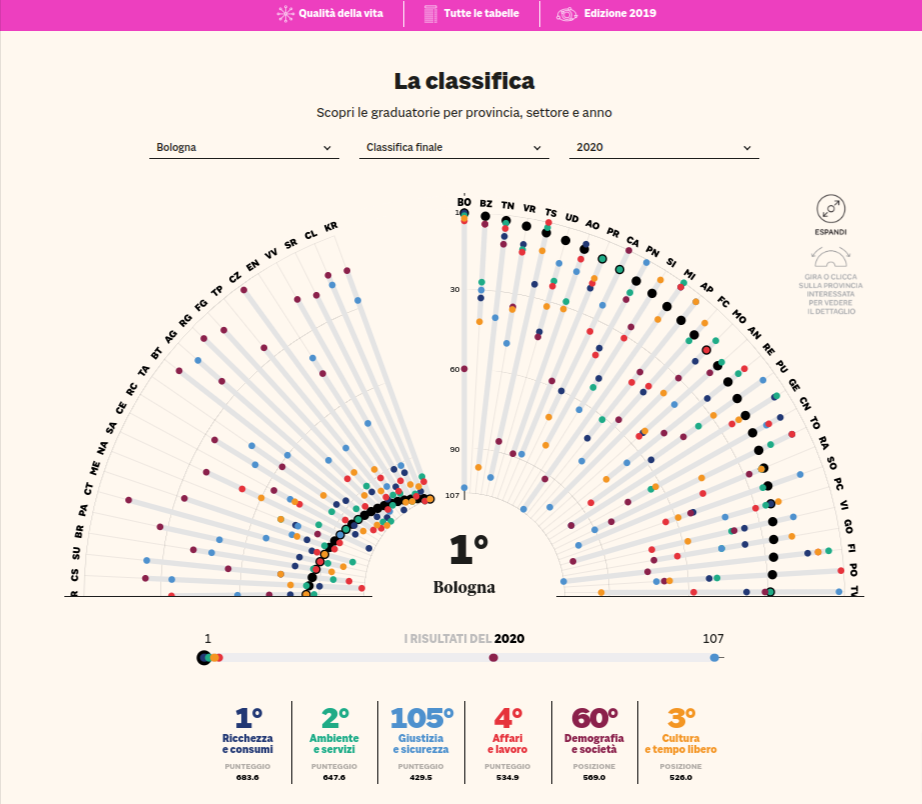 Qualità della vita
Tutte le tabelle
Edizione 2019
La classifica
Scopri le graduatorie per provincia, settore e anno
Bologna
Classifica finale
2020
BO
BZ
TN
VR
TS
UD
AO
PR
CA
PN
SI
MI
AP
FC
MO
AN
RE
PU
GE
CN
TO
RA
SO
PC
VI
GO
FI
PO
TV
KR
CL
SR
VV
EN
CZ
TP
FG
RG
AG
BT
TA
RC
CE
SA
NA
ME
CT
PA
BR
SU
CS
30
60
90
107
ESPANDI
GIRA O CLICCA
SULLA PROVINCIA
INTERESSATA
PER VEDERE
IL DETTAGLIO
1°
Bologna
I RISULTATI DEL 2020
1
107
1°
Ricchezza
e consumi
PUNTEGGIO
683.6
2°
Ambiente
e servizi
PUNTEGGIO
647.6
105°
Giustizia
e sicurezza
PUNTEGGIO
429.5
4°
Affari
e lavoro
PUNTEGGIO
534.9
60°
Demografia
e società
POSIZIONE
569.0
3°
Cultura
e tempo libero
POSIZIONE
526.0